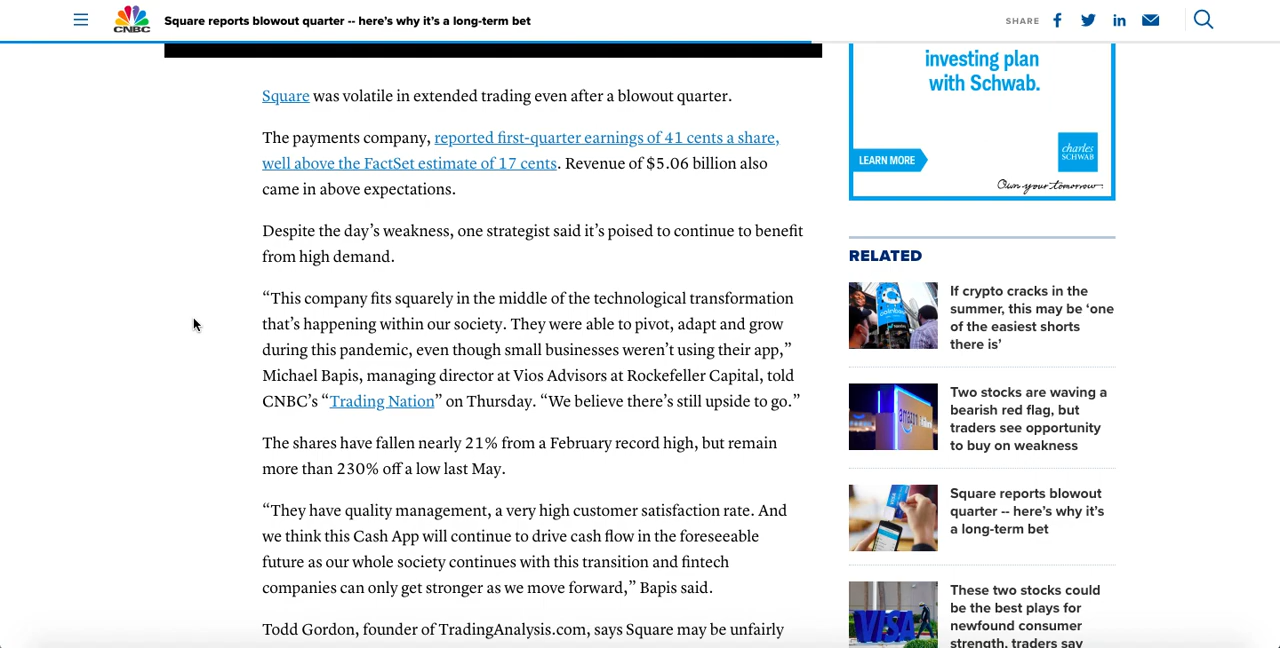 CNBC
Square reports blowout quarter -- here's why it's a long-term bet
SHARE
Square was volatile in extended trading even after a blowout quarter.
The payments company, reported first-quarter earnings of 41 cents a share,
well above the FactSet estimate of 17 cents. Revenue of $5.06 billion also
came in above expectations.
Despite the day’s weakness, one strategist said it’s poised to continue to benefit
from high demand.
“This company fits squarely in the middle of the technological transformation
that’s happening within our society. They were able to pivot, adapt and grow
during this pandemic, even though small businesses weren’t using their app,”
Michael Bapis, managing director at Vios Advisors at Rockefeller Capital, told
CNBC’s “Trading Nation” on Thursday. “We believe there’s still upside to go.”
The shares have fallen nearly 21% from a February record high, but remain
more than 230% off a low last May.
“They have quality management, a very high customer satisfaction rate. And
we think this Cash App will continue to drive cash flow in the foreseeable
future as our whole society continues with this transition and fintech
companies can only get stronger as we move forward,” Bapis said.
Todd Gordon, founder of TradingAnalysis.com, says Square may be unfairly
investing plan
with Schwab.
LEARN MORE
charles
SCHWAB
Own your tomorrow.
RELATED
If crypto cracks in the
summer, this may be ‘one
of the easiest shorts
there is’
Two stocks are waving a
bearish red flag, but
traders see opportunity
to buy on weakness
Square reports blowout
quarter -- here’s why it’s
a long-term bet
These two stocks could
be the best plays for
newfound consumer
strength, traders say
amazon
VISA